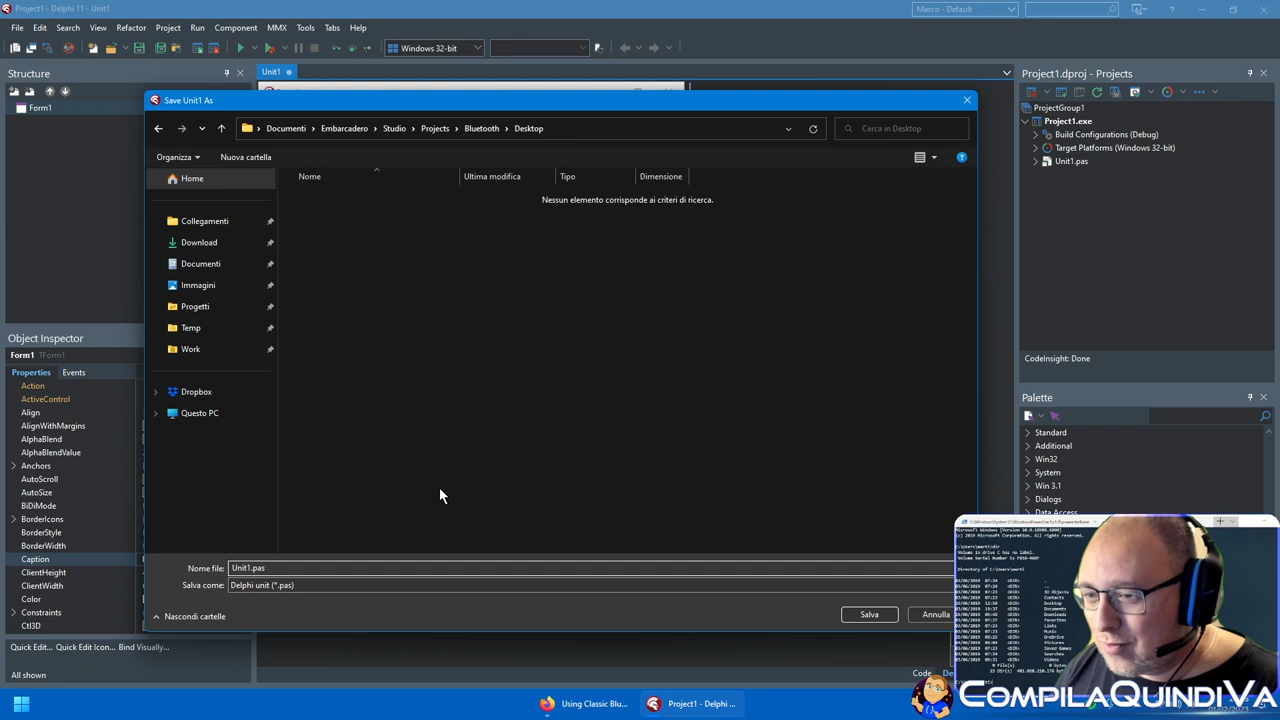 Project1 - Delphi 11 - Unit1
Marco - Default
File Edit Search View Refactor Project Run Component MMX Tools Tabs Help
Windows 32-bit
Structure
Unit1
Project1.dproj - Projects
Form1
Save Unit1 As
ProjectGroup1
Project1.exe
Build Configurations (Debug)
Target Platforms (Windows 32-bit)
Unit1.pas
Documenti Embarcadero Studio Projects Bluetooth Desktop
Cerca in Desktop
Organizza Nuova cartella
Home
Nome Ultima modifica Tipo Dimensione
Nessun elemento corrisponde ai criteri di ricerca.
Collegamenti
Download
Documenti
Immagini
Progetti
Temp
Work
Dropbox
Questo PC
Object Inspector
Form1 TForm1
Properties Events
Action
ActiveControl
Align
AlignWithMargins
AlphaBlend
AlphaBlendValue
Anchors
AutoScroll
AutoSize
BiDiMode
BorderIcons
BorderStyle
BorderWidth
Caption
ClientHeight
ClientWidth
Color
Constraints
Ctl3D
Quick Edit... Quick Edit Icon... Bind Visually...
All shown
Nome file: Unit1.pas
Salva come: Delphi unit (*.pas)
Nascondi cartelle
Salva
Annulla
Code
CodeInsight: Done
Palette
Standard
Additional
Win32
System
Win 3.1
Dialogs
Data Access
Using Classic Blu...
Project1 - Delphi ...
CompilaQuindiVa